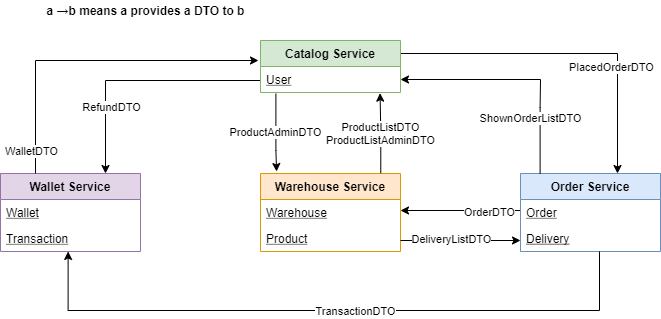 a →b means a provides a DTO to b
Catalog Service
User
PlacedOrderDTO
RefundDTO
ShownOrderListDTO
ProductAdminDTO
ProductListDTO
ProductListAdminDTO
WalletDTO
Wallet Service
Wallet
Transaction
Warehouse Service
Warehouse
Product
Order Service
Order
Delivery
OrderDTO
DeliveryListDTO
TransactionDTO